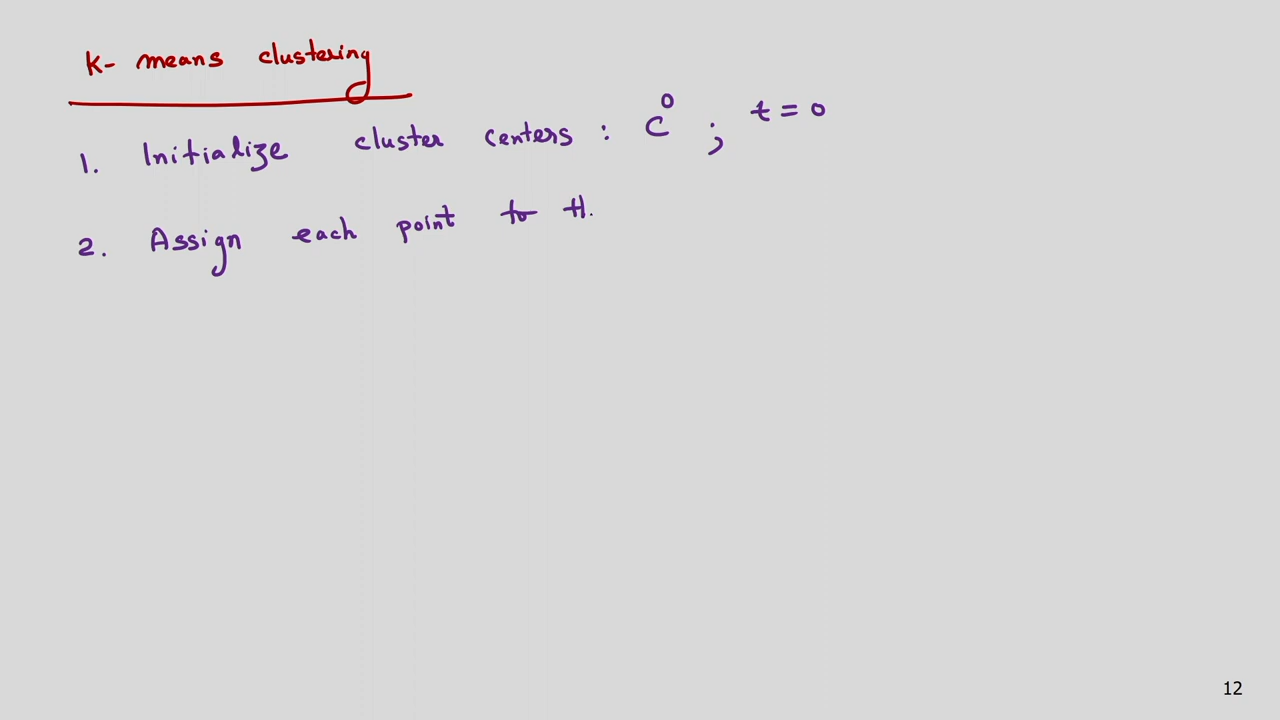 K- means clustering
1. Initialize cluster centers : C⁰ ; t = 0
2. Assign each point to
12